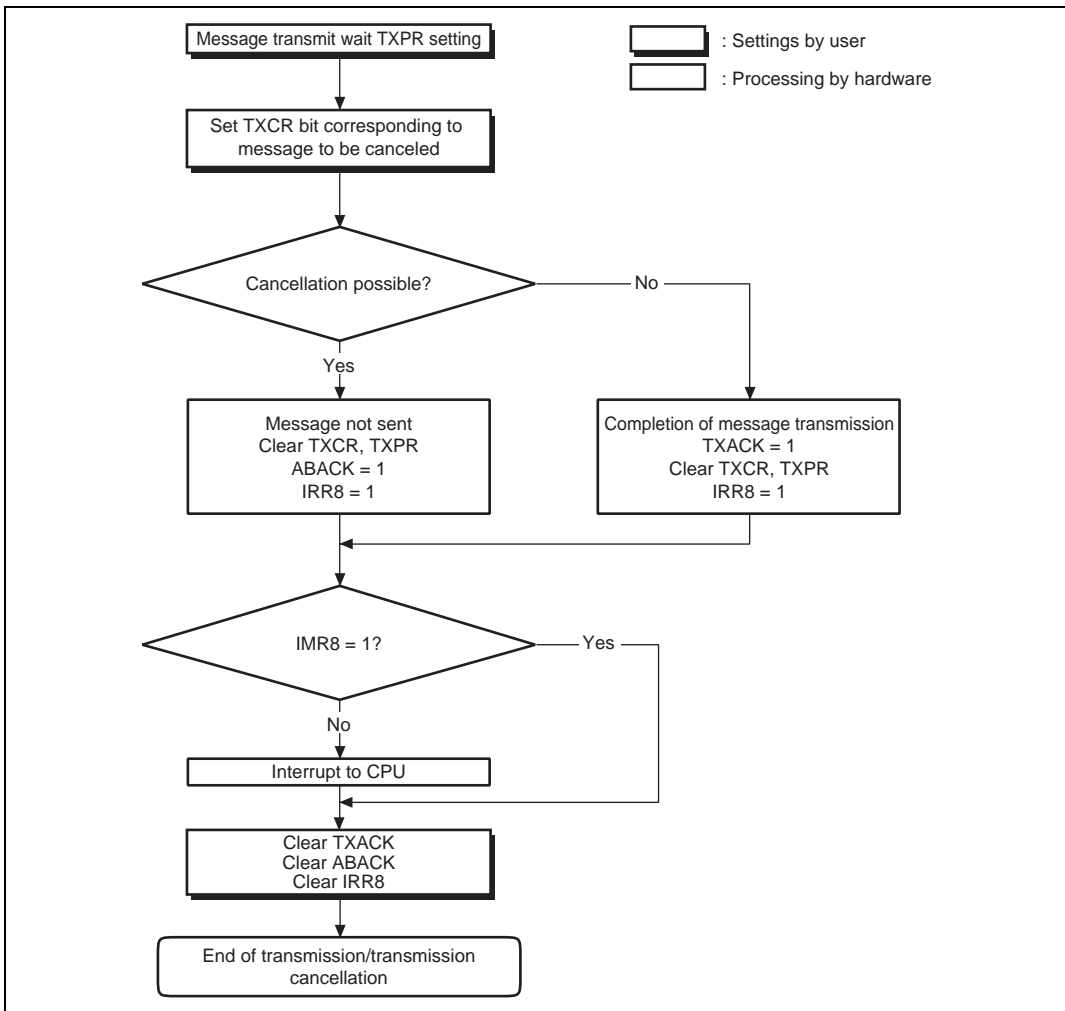 Message transmit wait TXPR setting
: Settings by user
: Processing by hardware
Set TXCR bit corresponding to
message to be canceled
Cancellation possible?
No
Yes
Message not sent
Clear TXCR, TXPR
ABACK = 1
IRR8 = 1
Completion of message transmission
TXACK = 1
Clear TXCR, TXPR
IRR8 = 1
IMR8 = 1?
Yes
No
Interrupt to CPU
Clear TXACK
Clear ABACK
Clear IRR8
End of transmission/transmission
cancellation